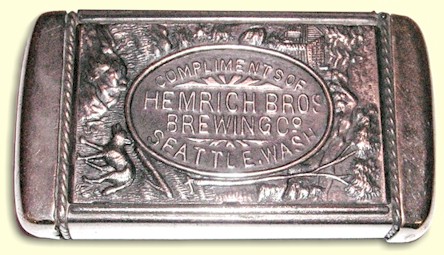 COMPLIMENTS OF
HEMRICH BROS
BREWING CO
SEATTLE, WASH